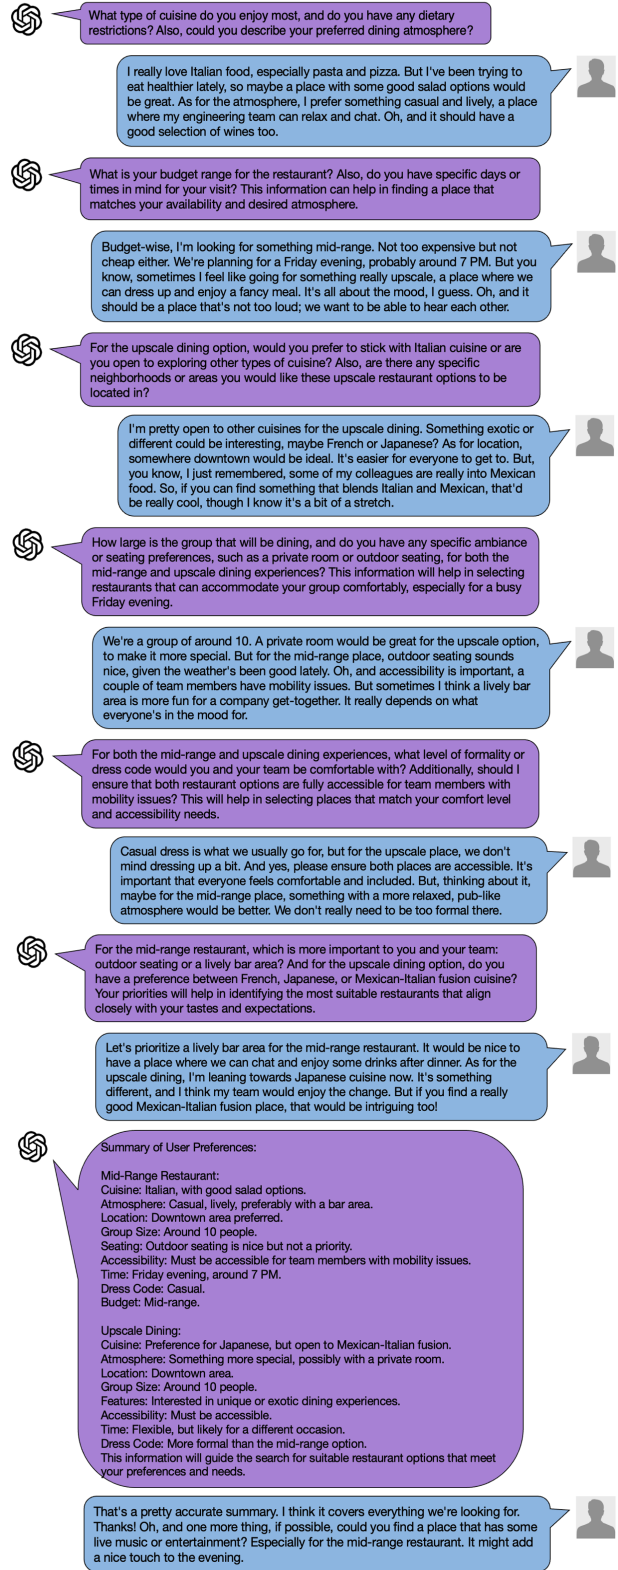 What type of cuisine do you enjoy most, and do you have any dietary
restrictions? Also, could you describe your preferred dining atmosphere?
I really love Italian food, especially pasta and pizza. But I've been trying to
eat healthier lately, so maybe a place with some good salad options would
be great. As for the atmosphere, I prefer something casual and lively, a place
where my engineering team can relax and chat. Oh, and it should have a
good selection of wines too.
What is your budget range for the restaurant? Also, do you have specific days or
times in mind for your visit? This information can help in finding a place that
matches your availability and desired atmosphere.
Budget-wise, I'm looking for something mid-range. Not too expensive but not
cheap either. We're planning for a Friday evening, probably around 7 PM. But you
know, sometimes I feel like going for something really upscale, a place where we
can dress up and enjoy a fancy meal. It's all about the mood, I guess. Oh, and it
should be a place that's not too loud; we want to be able to hear each other.
For the upscale dining option, would you prefer to stick with Italian cuisine or are
you open to exploring other types of cuisine? Also, are there any specific
neighborhoods or areas you would like these upscale restaurant options to be
located in?
I'm pretty open to other cuisines for the upscale dining. Something exotic or
different could be interesting, maybe French or Japanese? As for location,
somewhere downtown would be ideal. It's easier for everyone to get to. But,
you know, I just remembered, some of my colleagues are really into Mexican
food. So, if you can find something that blends Italian and Mexican, that'd
be really cool, though I know it's a bit of a stretch.
How large is the group that will be dining, and do you have any specific ambiance
or seating preferences, such as a private room or outdoor seating, for both the
mid-range and upscale dining experiences? This information will help in selecting
restaurants that can accommodate your group comfortably, especially for a busy
Friday evening.
We're a group of around 10. A private room would be great for the upscale option,
to make it more special. But for the mid-range place, outdoor seating sounds
nice, given the weather's been good lately. Oh, and accessibility is important, a
couple of team members have mobility issues. But sometimes I think a lively bar
area is more fun for a company get-together. It really depends on what
everyone's in the mood for.
For both the mid-range and upscale dining experiences, what level of formality or
dress code would you and your team be comfortable with? Additionally, should I
ensure that both restaurant options are fully accessible for team members with
mobility issues? This will help in selecting places that match your comfort level
and accessibility needs.
Casual dress is what we usually go for, but for the upscale place, we don't
mind dressing up a bit. And yes, please ensure both places are accessible. It's
important that everyone feels comfortable and included. But, thinking about it,
maybe for the mid-range place, something with a more relaxed, pub-like
atmosphere would be better. We don't really need to be too formal there.
For the mid-range restaurant, which is more important to you and your team:
outdoor seating or a lively bar area? And for the upscale dining option, do you
have a preference between French, Japanese, or Mexican-Italian fusion cuisine?
Your priorities will help in identifying the most suitable restaurants that align
closely with your tastes and expectations.
Let's prioritize a lively bar area for the mid-range restaurant. It would be nice to
have a place where we can chat and enjoy some drinks after dinner. As for the
upscale dining, I'm leaning towards Japanese cuisine now. It's something
different, and I think my team would enjoy the change. But if you find a really
good Mexican-Italian fusion place, that would be intriguing too!
Summary of User Preferences:
Mid-Range Restaurant:
Cuisine: Italian, with good salad options.
Atmosphere: Casual, lively, preferably with a bar area.
Location: Downtown area preferred.
Group Size: Around 10 people.
Seating: Outdoor seating is nice but not a priority.
Accessibility: Must be accessible for team members with mobility issues.
Time: Friday evening, around 7 PM.
Dress Code: Casual.
Budget: Mid-range.
Upscale Dining:
Cuisine: Preference for Japanese, but open to Mexican-Italian fusion.
Atmosphere: Something more special, possibly with a private room.
Location: Downtown area.
Group Size: Around 10 people.
Features: Interested in unique or exotic dining experiences.
Accessibility: Must be accessible.
Time: Flexible, but likely for a different occasion.
Dress Code: More formal than the mid-range option.
This information will guide the search for suitable restaurant options that meet
your preferences and needs.
That's a pretty accurate summary. I think it covers everything we're looking for.
Thanks! Oh, and one more thing, if possible, could you find a place that has some
live music or entertainment? Especially for the mid-range restaurant. It might add
a nice touch to the evening.